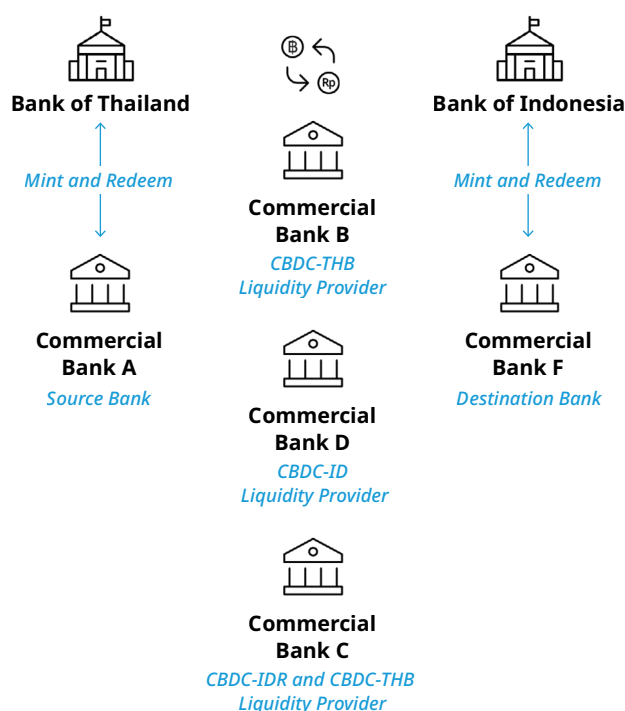 ฿
Rp
Bank of Thailand
Bank of Indonesia
Mint and Redeem
Mint and Redeem
Commercial
Bank B
CBDC-THB
Liquidity Provider
Commercial
Bank A
Source Bank
Commercial
Bank F
Destination Bank
Commercial
Bank D
CBDC-ID
Liquidity Provider
Commercial
Bank C
CBDC-IDR and CBDC-THB
Liquidity Provider